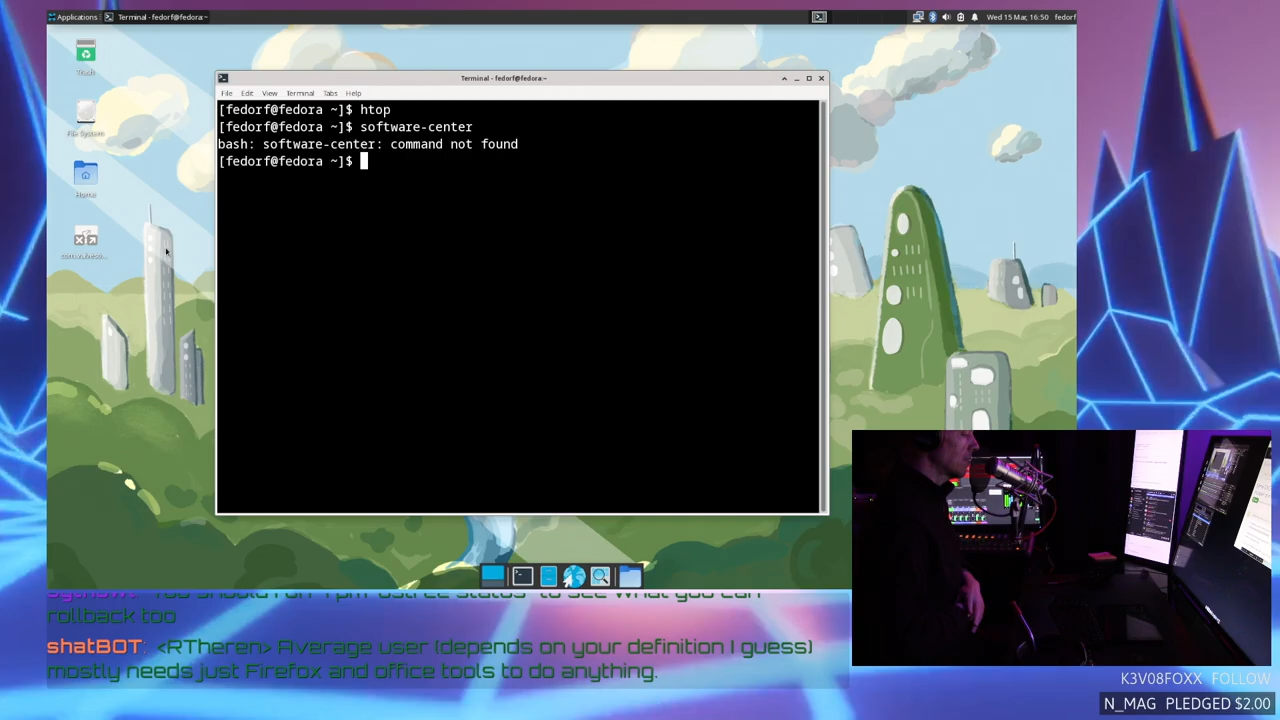 Applications
Terminal - fedorf@fedora:~
Wed 15 Mar, 16:50
fedorf
Trash
File System
Home
com.valveso...
Terminal - fedorf@fedora:~
File Edit View Terminal Tabs Help
[fedorf@fedora ~]$ htop
[fedorf@fedora ~]$ software-center
bash: software-center: command not found
[fedorf@fedora ~]$
rollback too
shatBOT: <RTheren> Average user (depends on your definition I guess)
mostly needs just Firefox and office tools to do anything.
K3V08FOXX FOLLOW
N_MAG PLEDGED $2.00